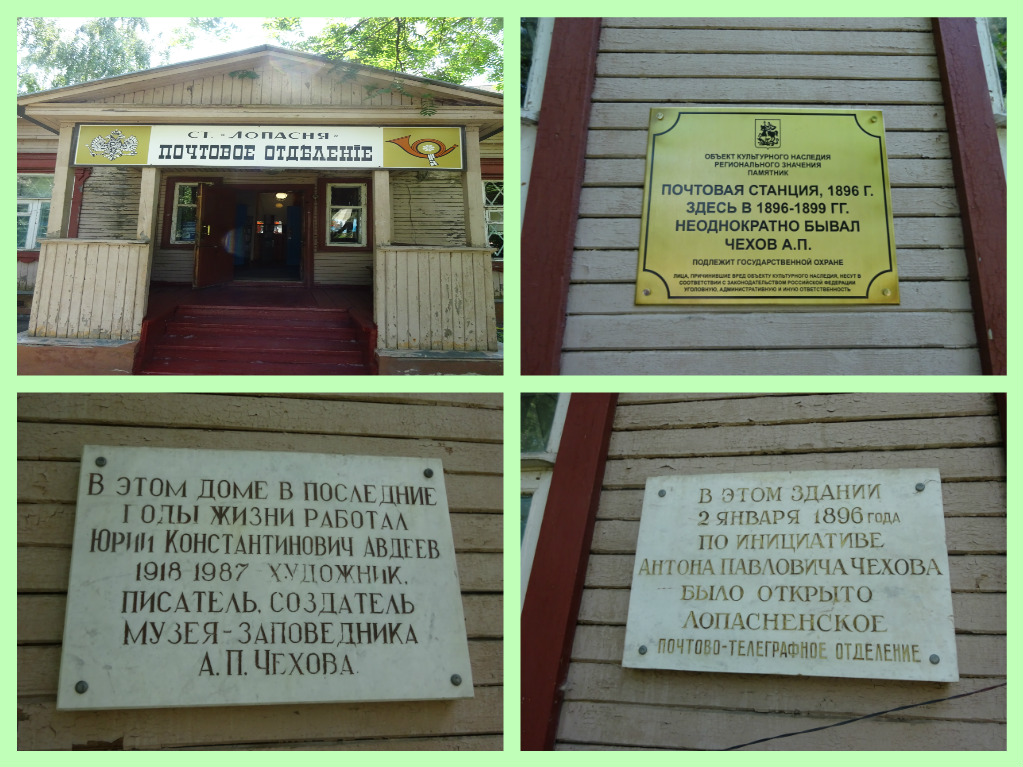 СТ. "ЛОПАСНЯ"
ПОЧТОВОЕ ОТДѢЛЕНIЕ
ОБЪЕКТ КУЛЬТУРНОГО НАСЛЕДИЯ
РЕГИОНАЛЬНОГО ЗНАЧЕНИЯ
ПАМЯТНИК
ПОЧТОВАЯ СТАНЦИЯ, 1896 Г.
ЗДЕСЬ В 1896-1899 ГГ.
НЕОДНОКРАТНО БЫВАЛ
ЧЕХОВ А.П.
ПОДЛЕЖИТ ГОСУДАРСТВЕННОЙ ОХРАНЕ
ЛИЦА, ПРИЧИНИВШИЕ ВРЕД ОБЪЕКТУ КУЛЬТУРНОГО НАСЛЕДИЯ, НЕСУТ В
СООТВЕТСТВИИ С ЗАКОНОДАТЕЛЬСТВОМ РОССИЙСКОЙ ФЕДЕРАЦИИ
УГОЛОВНУЮ, АДМИНИСТРАТИВНУЮ И ИНУЮ ОТВЕТСТВЕННОСТЬ
В ЭТОМ ДОМЕ В ПОСЛЕДНИЕ
ГОДЫ ЖИЗНИ РАБОТАЛ
ЮРИЙ КОНСТАНТИНОВИЧ АВДЕЕВ
1918-1987 ХУДОЖНИК,
ПИСАТЕЛЬ, СОЗДАТЕЛЬ
МУЗЕЯ-ЗАПОВЕДНИКА
А.П. ЧЕХОВА.
В ЭТОМ ЗДАНИИ
2 ЯНВАРЯ 1896 ГОДА
ПО ИНИЦИАТИВЕ
АНТОНА ПАВЛОВИЧА ЧЕХОВА
БЫЛО ОТКРЫТО
ЛОПАСНЕНСКОЕ
ПОЧТОВО-ТЕЛЕГРАФНОЕ ОТДЕЛЕНИЕ